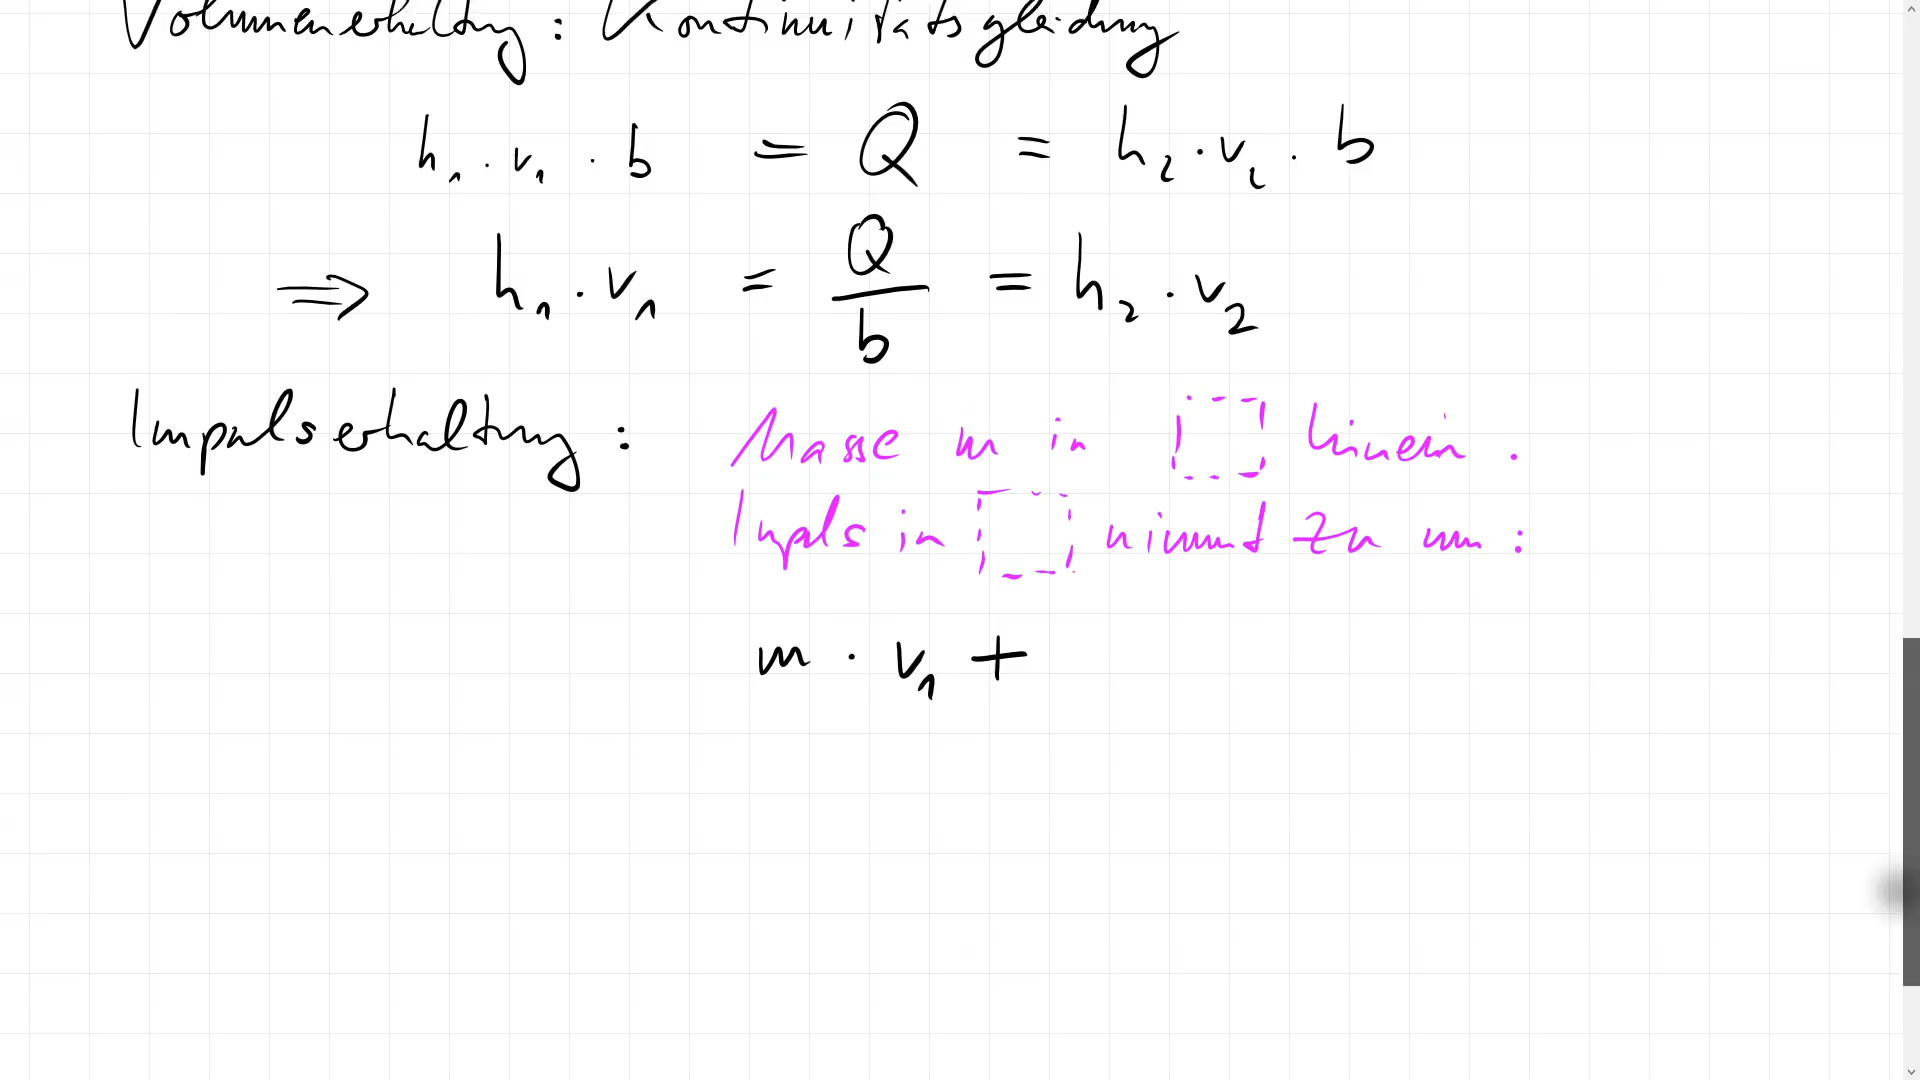 Volumenerhaltung : Kontinuitätsgleichung
h₁ · v₁ · b = Q = h₂ · v₂ · b
⇒ h₁ · v₁ = Q/b = h₂ · v₂
Impulserhaltung : Masse m in hinein .
Impuls in nimmt zu um :
m · v₁ +